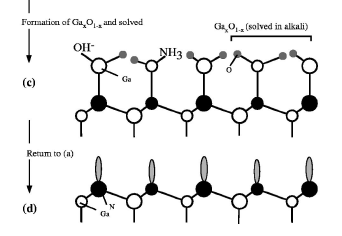 Formation of GaxO1-x and solved
GaxO1-x (solved in alkali)
OH-
NH3
O
Ga
(c)
Return to (a)
(d)
N
Ga